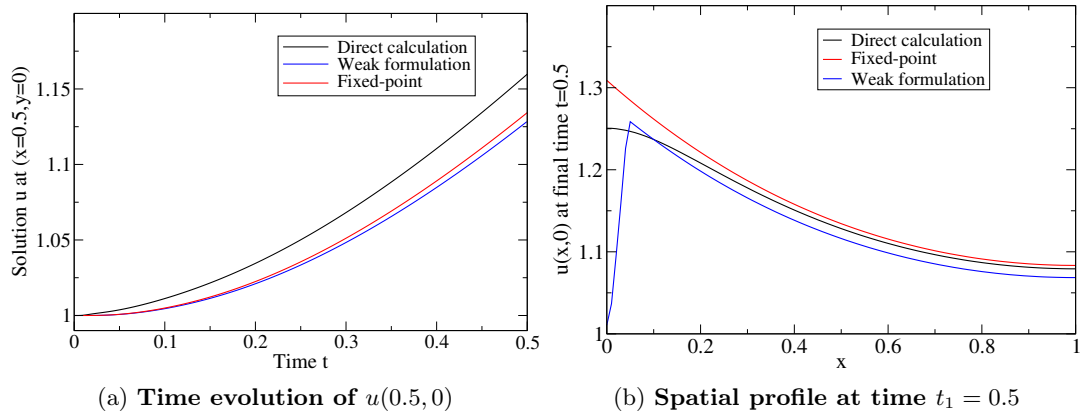 Solution u at (x=0.5,y=0)
1.15
1.1
1.05
1
0
0.1
0.2
0.3
0.4
0.5
Time t
Direct calculation
Weak formulation
Fixed-point
(a) Time evolution of u(0.5, 0)
u(x,0) at final time t=0.5
1.4
1.3
1.2
1.1
1
0
0.2
0.4
0.6
0.8
1
x
Direct calculation
Fixed-point
Weak formulation
(b) Spatial profile at time t₁ = 0.5